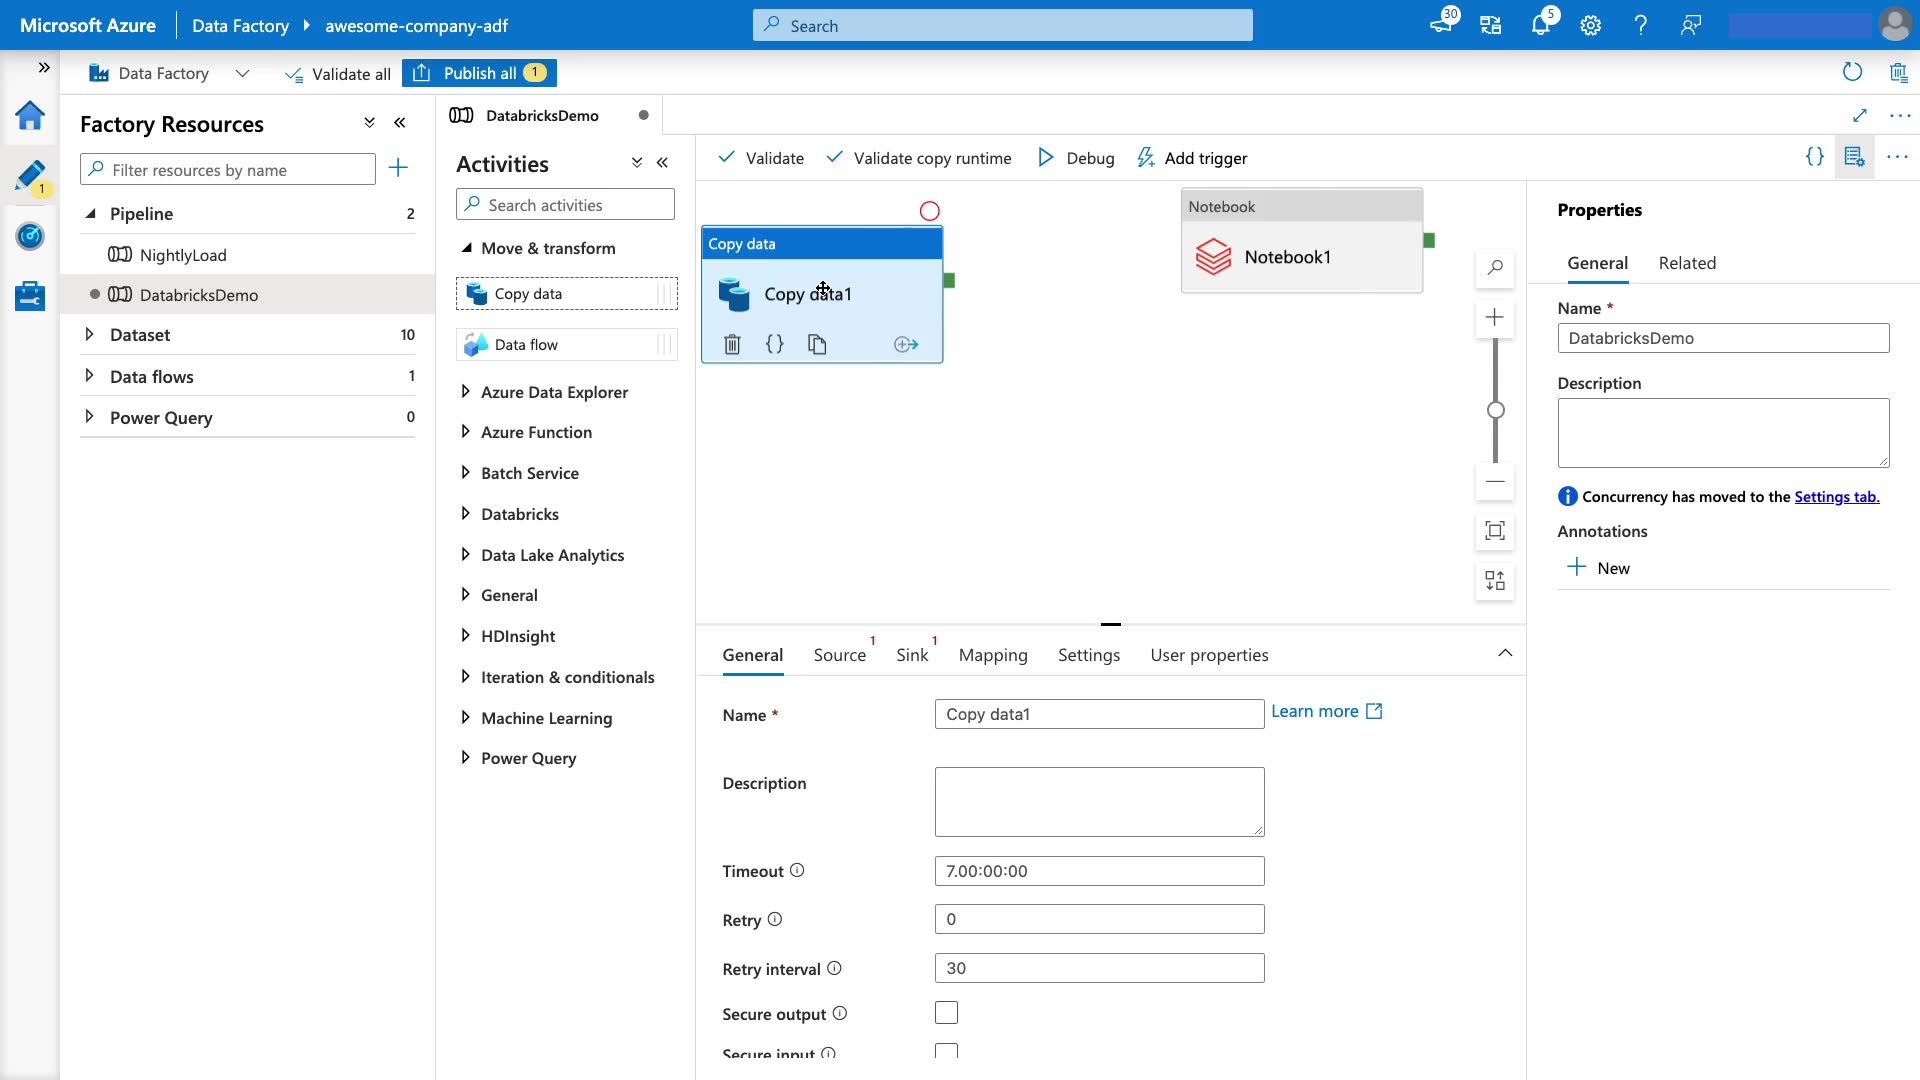 Microsoft Azure
Data Factory
awesome-company-adf
Search
30
5
Data Factory
Validate all
Publish all 1
Factory Resources
Filter resources by name
1
Pipeline 2
NightlyLoad
DatabricksDemo
Dataset 10
Data flows 1
Power Query 0
DatabricksDemo
Activities
Search activities
Move & transform
Copy data
Data flow
Azure Data Explorer
Azure Function
Batch Service
Databricks
Data Lake Analytics
General
HDInsight
Iteration & conditionals
Machine Learning
Power Query
Validate
Validate copy runtime
Debug
Add trigger
{}
Copy data
Copy data1
{}
Notebook
Notebook1
General
Source 1
Sink 1
Mapping
Settings
User properties
Name *
Copy data1
Learn more
Description
Timeout
7.00:00:00
Retry
0
Retry interval
30
Secure output
Secure input
Properties
General
Related
Name *
DatabricksDemo
Description
Concurrency has moved to the Settings tab.
Annotations
New